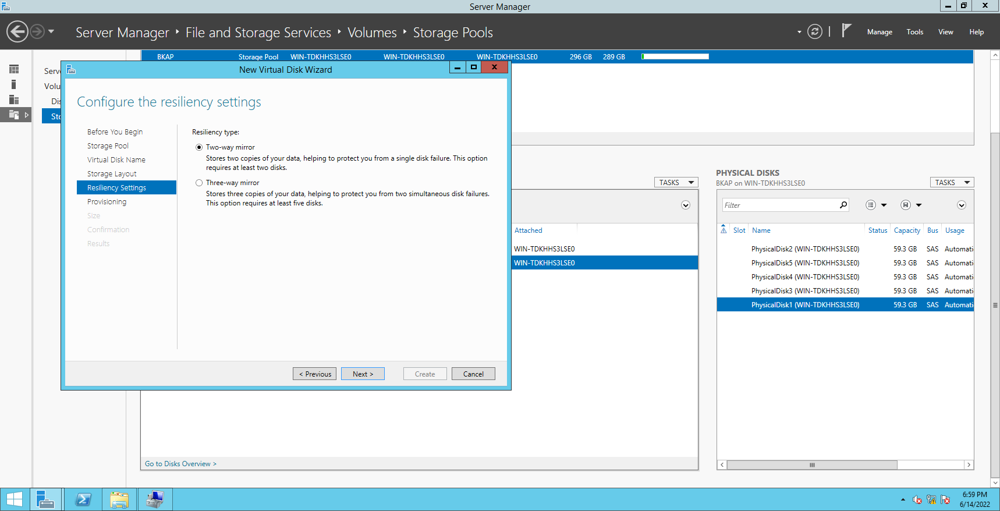 Server Manager
Server Manager ‣ File and Storage Services ‣ Volumes ‣ Storage Pools
Manage Tools View Help
BKAP Storage Pool WIN-TDKHHS3LSE0 WIN-TDKHHS3LSE0 WIN-TDKHHS3LSE0 296 GB 289 GB
Serv
Volu
Dis
Sto
New Virtual Disk Wizard
Configure the resiliency settings
Before You Begin
Storage Pool
Virtual Disk Name
Storage Layout
Resiliency Settings
Provisioning
Size
Confirmation
Results
Resiliency type:
Two-way mirror
Stores two copies of your data, helping to protect you from a single disk failure. This option
requires at least two disks.
Three-way mirror
Stores three copies of your data, helping to protect you from two simultaneous disk failures.
This option requires at least five disks.
< Previous Next > Create Cancel
TASKS
Attached
WIN-TDKHHS3LSE0
WIN-TDKHHS3LSE0
Go to Disks Overview >
PHYSICAL DISKS
BKAP on WIN-TDKHHS3LSE0
TASKS
Filter
Slot Name Status Capacity Bus Usage
PhysicalDisk2 (WIN-TDKHHS3LSE0) 59.3 GB SAS Automati
PhysicalDisk5 (WIN-TDKHHS3LSE0) 59.3 GB SAS Automati
PhysicalDisk4 (WIN-TDKHHS3LSE0) 59.3 GB SAS Automati
PhysicalDisk3 (WIN-TDKHHS3LSE0) 59.3 GB SAS Automati
PhysicalDisk1 (WIN-TDKHHS3LSE0) 59.3 GB SAS Automati
6:59 PM
6/14/2022